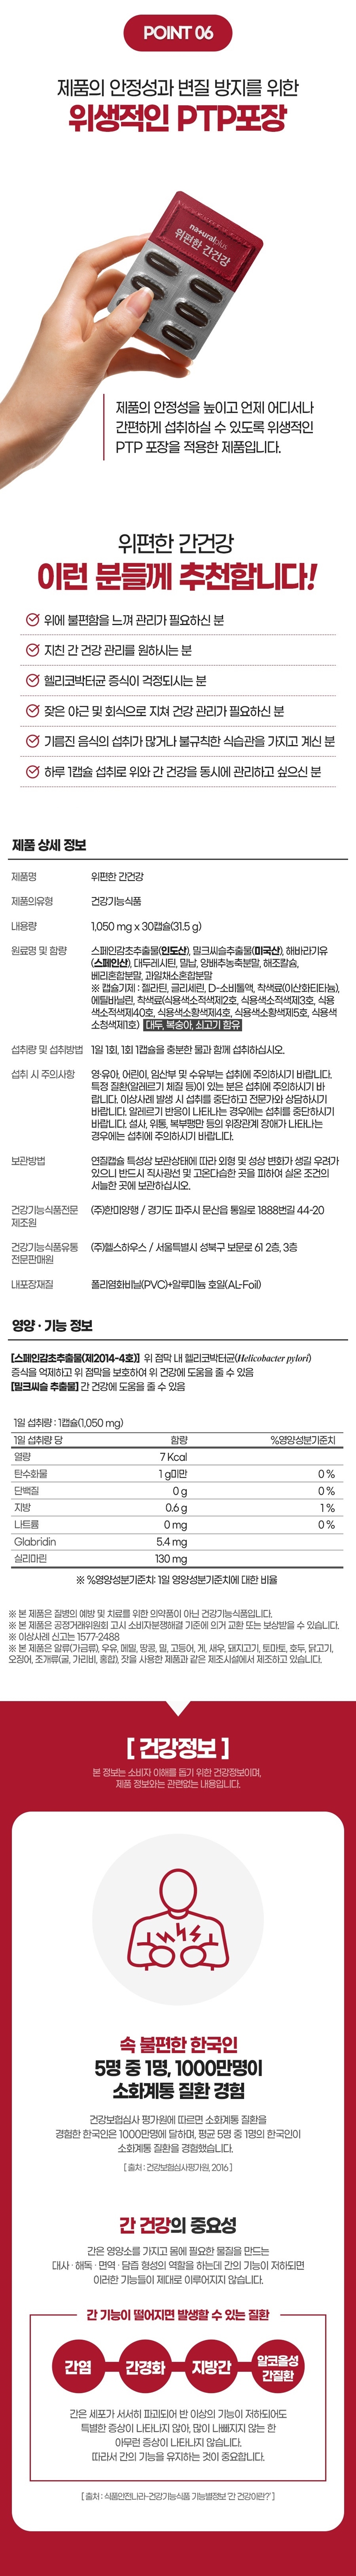 POINT 06
제품의 안정성과 변질 방지를 위한
위생적인 PTP포장
na+uralplus
위편한 간건강
제품의 안정성을 높이고 언제 어디서나
간편하게 섭취하실 수 있도록 위생적인
PTP 포장을 적용한 제품입니다.
위편한 간건강
이런 분들께 추천합니다!
위에 불편함을 느껴 관리가 필요하신 분
지친 간 건강 관리를 원하시는 분
헬리코박터균 증식이 걱정되시는 분
잦은 야근 및 회식으로 지쳐 건강 관리가 필요하신 분
기름진 음식의 섭취가 많거나 불규칙한 식습관을 가지고 계신 분
하루 1캡슐 섭취로 위와 간 건강을 동시에 관리하고 싶으신 분
제품 상세 정보
제품명 위편한 간건강
제품의유형 건강기능식품
내용량 1,050 mg x 30캡슐(31.5 g)
원료명 및 함량 스페인감초추출물(인도산), 밀크씨슬추출물(미국산), 해바라기유
(스페인산), 대두레시틴, 밀납, 양배추농축분말, 해조칼슘,
베리혼합분말, 과일채소혼합분말
※ 캡슐기제 : 젤라틴, 글리세린, D-소비톨액, 착색료(이산화티타늄),
에틸바닐린, 착색료(식용색소적색제2호, 식용색소적색제3호, 식용
색소적색제40호, 식용색소황색제4호, 식용색소황색제5호, 식용색
소청색제1호) 대두, 복숭아, 쇠고기 함유
섭취량 및 섭취방법 1일 1회, 1회 1캡슐을 충분한 물과 함께 섭취하십시오.
섭취 시 주의사항 영·유아, 어린이, 임산부 및 수유부는 섭취에 주의하시기 바랍니다.
특정 질환(알레르기 체질 등)이 있는 분은 섭취에 주의하시기 바
랍니다. 이상사례 발생 시 섭취를 중단하고 전문가와 상담하시기
바랍니다. 알레르기 반응이 나타나는 경우에는 섭취를 중단하시기
바랍니다. 설사, 위통, 복부팽만 등의 위장관계 장애가 나타나는
경우에는 섭취에 주의하시기 바랍니다.
보관방법 연질캡슐 특성상 보관상태에 따라 외형 및 성상 변화가 생길 우려가
있으니 반드시 직사광선 및 고온다습한 곳을 피하여 실온 조건의
서늘한 곳에 보관하십시오.
건강기능식품전문 (주)한미양행 / 경기도 파주시 문산읍 통일로 1888번길 44-20
제조원
건강기능식품유통 (주)헬스하우스 / 서울특별시 성북구 보문로 61 2층, 3층
전문판매원
내포장재질 폴리염화비닐(PVC)+알루미늄 호일(AL-Foil)
영양 · 기능 정보
[스페인감초추출물(제2014-4호)] 위 점막 내 헬리코박터균(Helicobacter pylori)
증식을 억제하고 위 점막을 보호하여 위 건강에 도움을 줄 수 있음
[밀크씨슬 추출물] 간 건강에 도움을 줄 수 있음
1일 섭취량 : 1캡슐(1,050 mg)
1일 섭취량 당 함량 %영양성분기준치
열량 7 Kcal
탄수화물 1 g미만 0 %
단백질 0 g 0 %
지방 0.6 g 1 %
나트륨 0 mg 0 %
Glabridin 5.4 mg
실리마린 130 mg
※ %영양성분기준치: 1일 영양성분기준치에 대한 비율
※ 본 제품은 질병의 예방 및 치료를 위한 의약품이 아닌 건강기능식품입니다.
※ 본 제품은 공정거래위원회 고시 소비자분쟁해결 기준에 의거 교환 또는 보상받을 수 있습니다.
※ 이상사례 신고는 1577-2488
※ 본 제품은 알류(가금류), 우유, 메밀, 땅콩, 밀, 고등어, 게, 새우, 돼지고기, 토마토, 호두, 닭고기,
오징어, 조개류(굴, 가리비, 홍합), 잣을 사용한 제품과 같은 제조시설에서 제조하고 있습니다.
[ 건강정보 ]
본 정보는 소비자 이해를 돕기 위한 건강정보이며,
제품 정보와는 관련없는 내용입니다.
속 불편한 한국인
5명 중 1명, 1000만명이
소화계통 질환 경험
건강보험심사 평가원에 따르면 소화계통 질환을
경험한 한국인은 1000만명에 달하며, 평균 5명 중 1명의 한국인이
소화계통 질환을 경험했습니다.
[ 출처 : 건강보험심사평가원, 2016 ]
간 건강의 중요성
간은 영양소를 가지고 몸에 필요한 물질을 만드는
대사 · 해독 · 면역 · 담즙 형성의 역할을 하는데 간의 기능이 저하되면
이러한 기능들이 제대로 이루어지지 않습니다.
간 기능이 떨어지면 발생할 수 있는 질환
간염 간경화 지방간 알코올성
간질환
간은 세포가 서서히 파괴되어 반 이상의 기능이 저하되어도
특별한 증상이 나타나지 않아, 많이 나빠지지 않는 한
아무런 증상이 나타나지 않습니다.
따라서 간의 기능을 유지하는 것이 중요합니다.
[ 출처 : 식품안전나라-건강기능식품 기능별정보 '간 건강이란?' ]